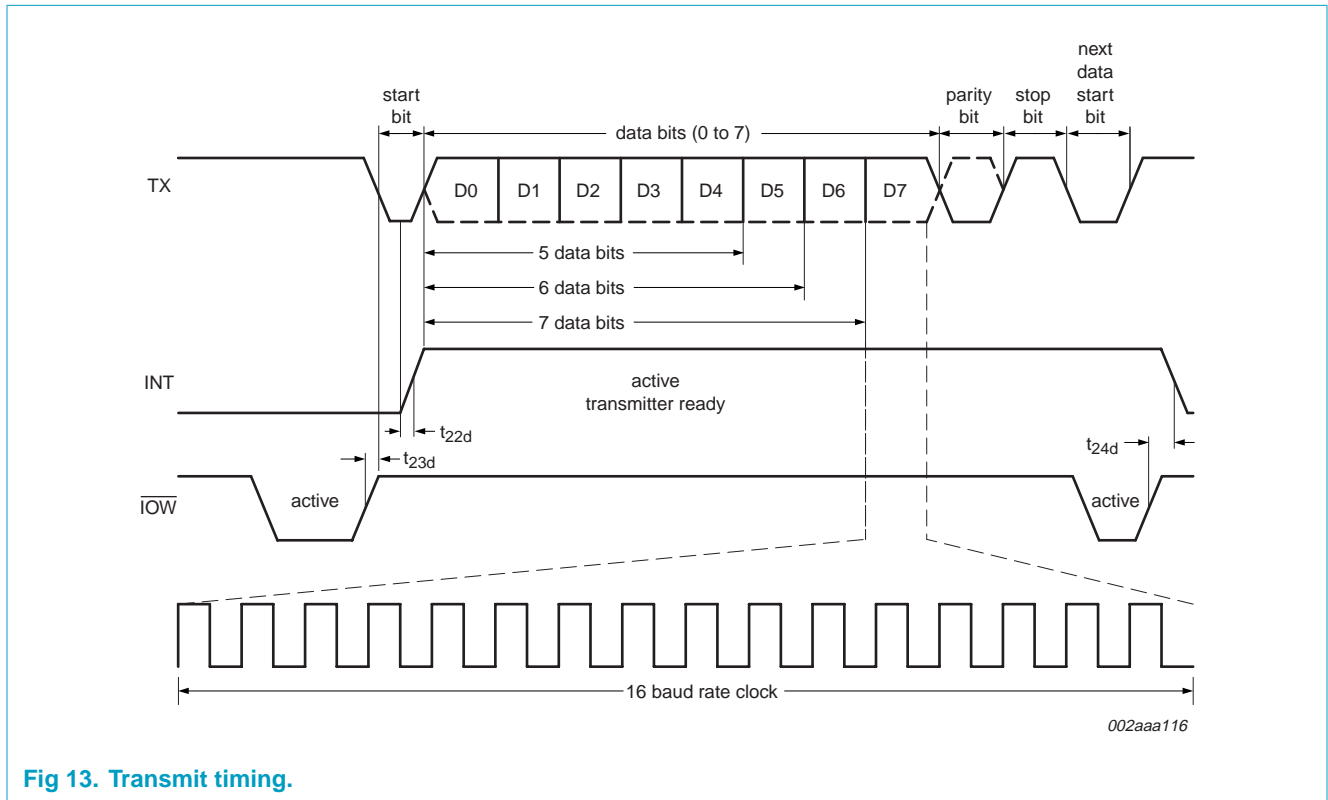 next
data
start
bit
start
bit
parity
bit
stop
bit
data bits (0 to 7)
TX
D0 D1 D2 D3 D4 D5 D6 D7
5 data bits
6 data bits
7 data bits
INT
active
transmitter ready
t22d
t23d
t24d
IOW
active
active
16 baud rate clock
002aaa116
Fig 13. Transmit timing.